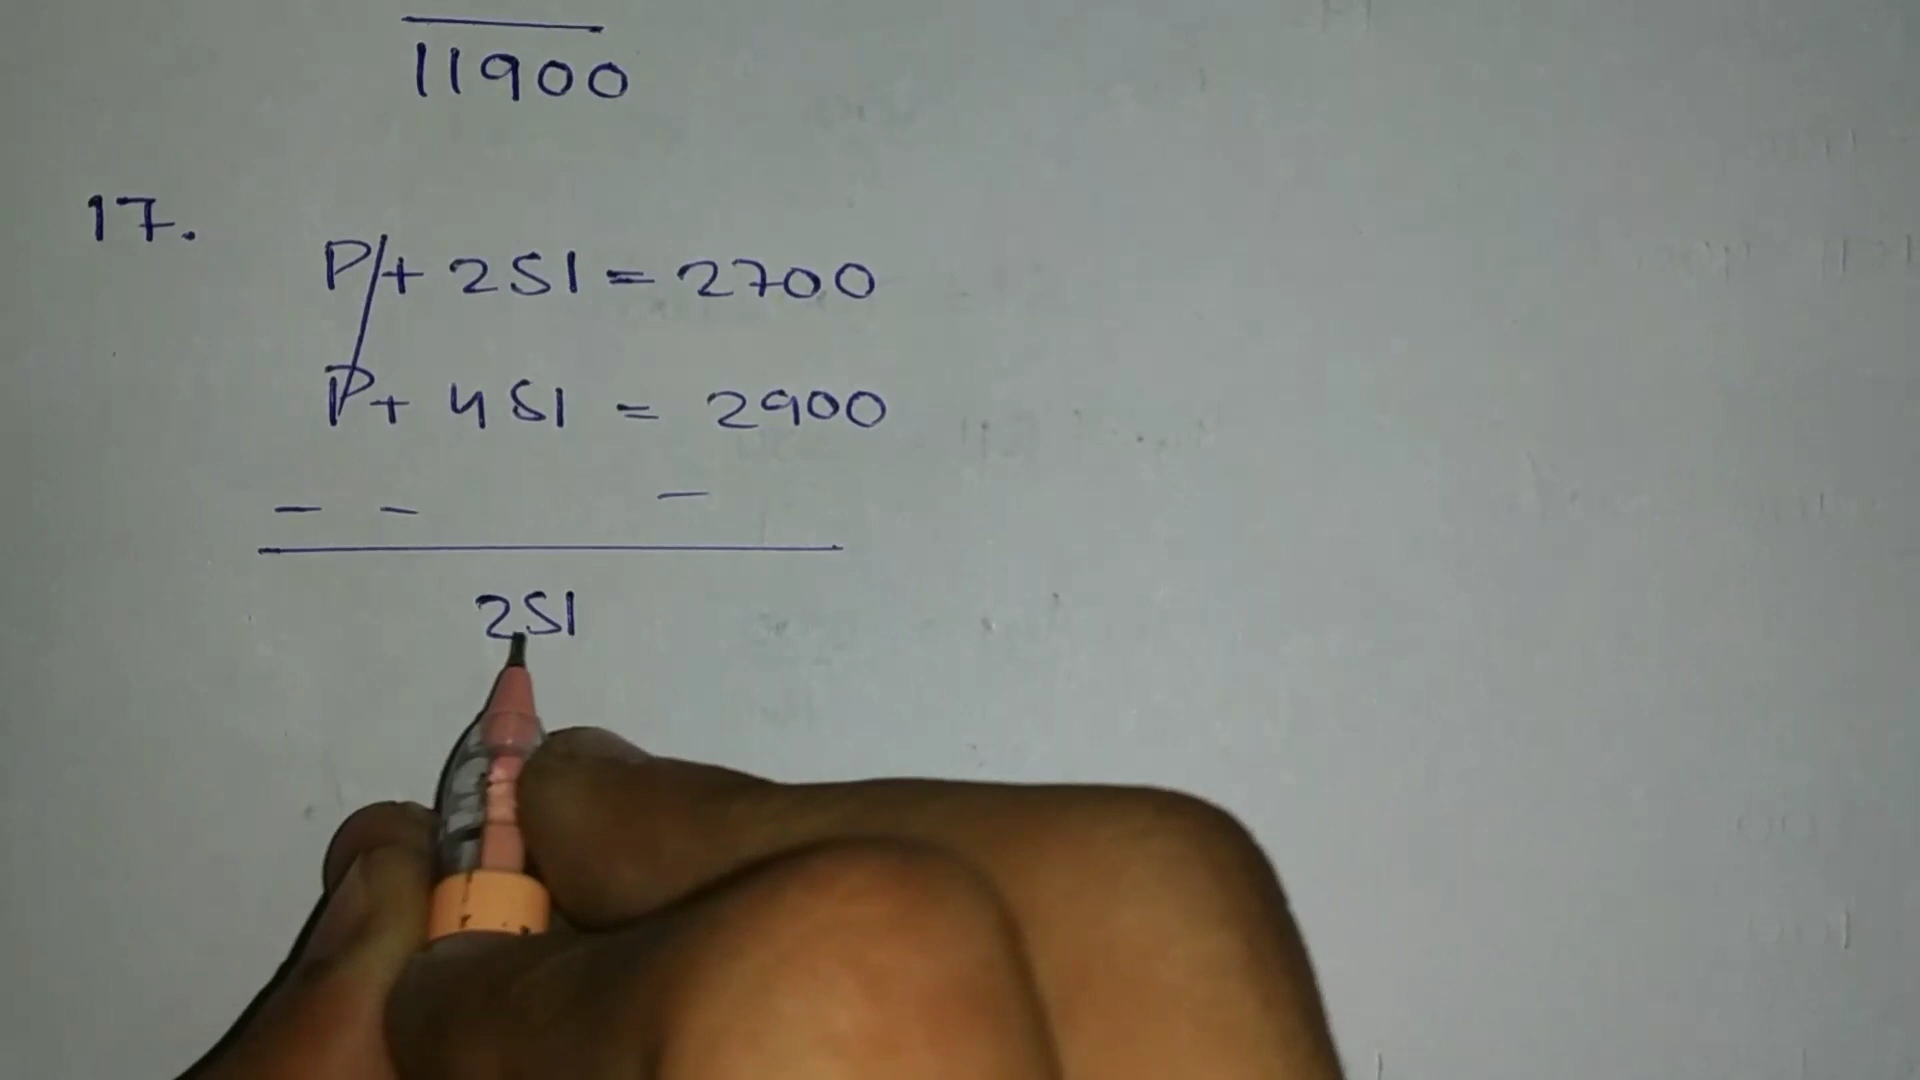 11900
17.
P + 2SI = 2700
P + 4SI = 2900
- - -
2SI